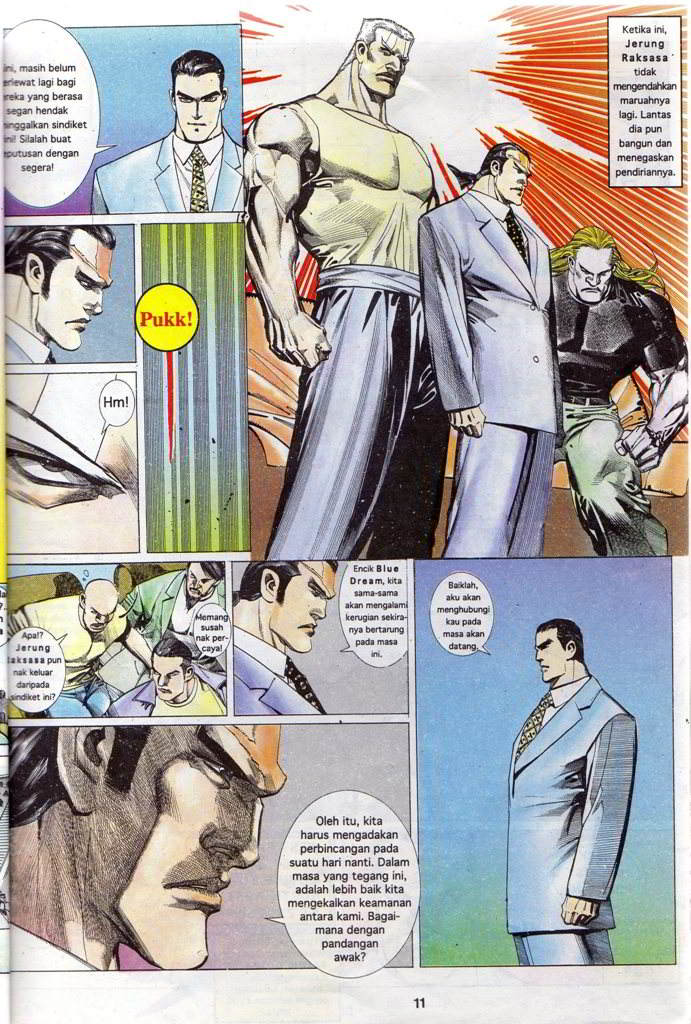 ini, masih belum
lewat lagi bagi
yang berasa
segan hendak
sindiket
ini! Silalah buat
dengan
segera!
Ketika ini,
Jerung
Raksasa
tidak
mengendahkan
maruahnya
lagi. Lantas
dia pun
bangun dan
menegaskan
pendiriannya.
Pukk!
Hm!
Apa!?
Jerung
Raksasa pun
nak keluar
daripada
sindiket ini?
Memang
susah
nak per-
caya!
Encik Blue
Dream, kita
sama-sama
akan mengalami
kerugian sekira-
nya bertarung
pada masa
ini.
Baiklah,
aku akan
menghubungi
kau pada
masa akan
datang.
Oleh itu, kita
harus mengadakan
perbincangan pada
suatu hari nanti. Dalam
masa yang tegang ini,
adalah lebih baik kita
mengekalkan keamanan
antara kami. Bagai-
mana dengan
pandangan
awak?
11